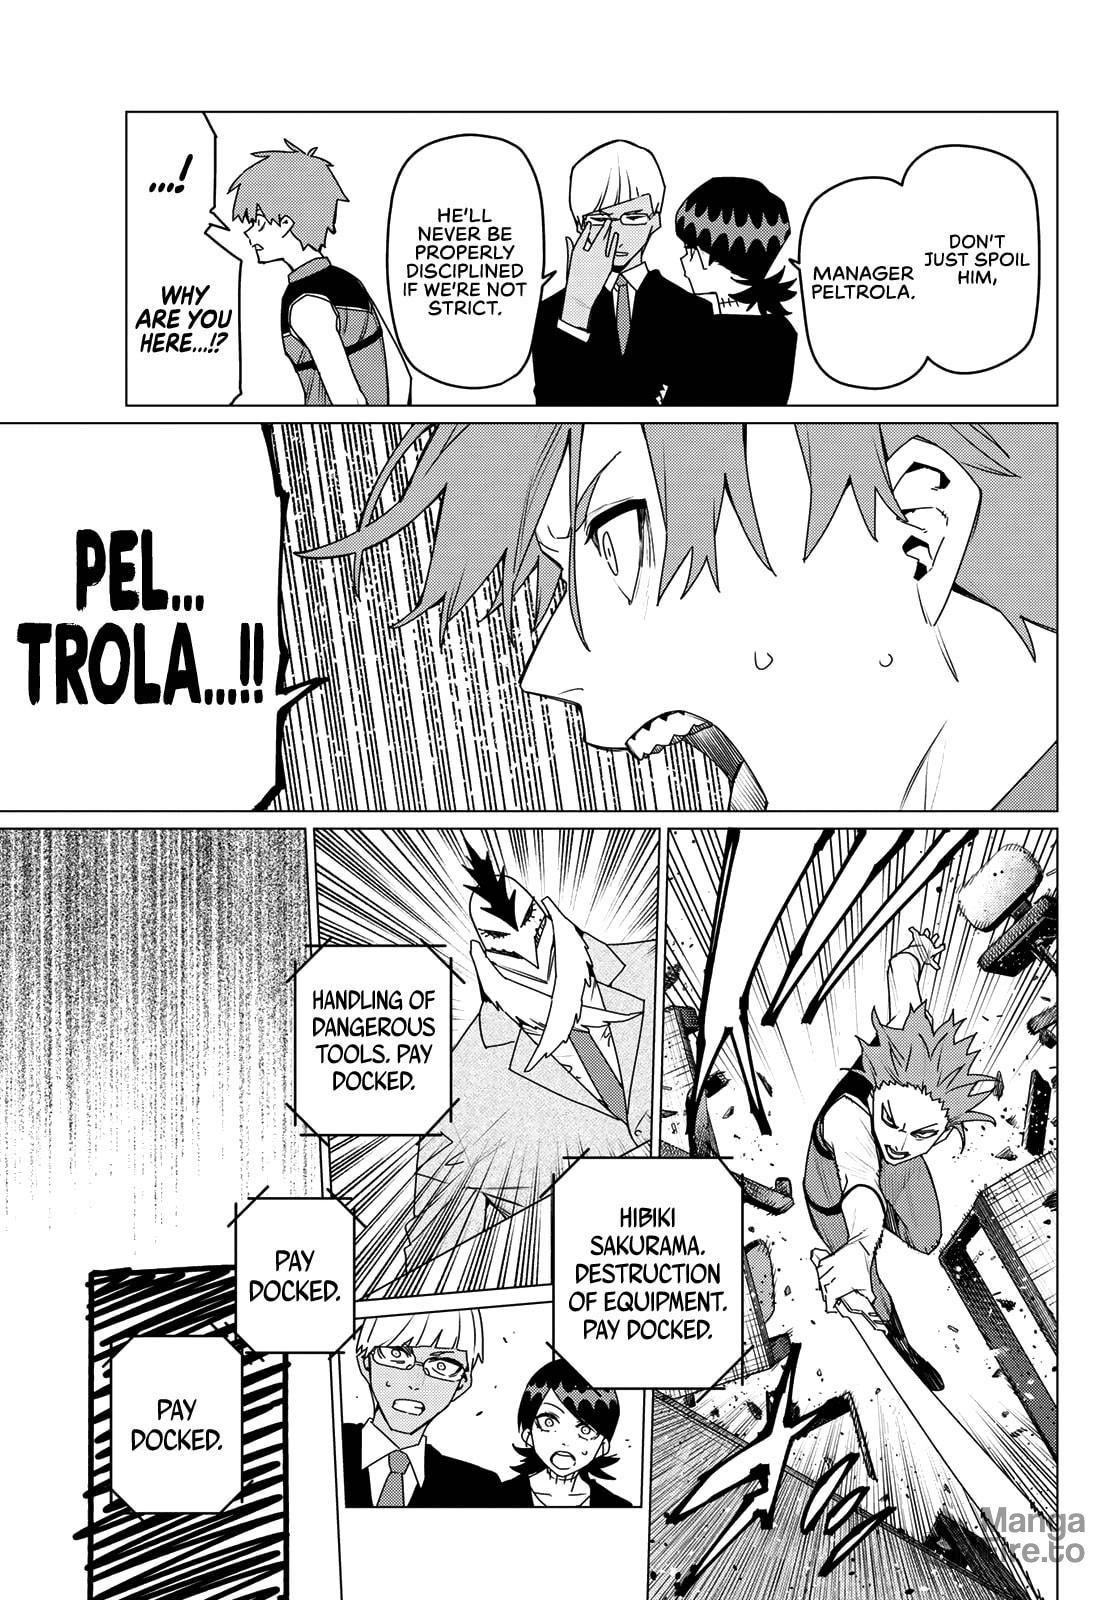 DON'T
JUST SPOIL
HIM,
MANAGER
PELTROLA.
HE'LL
NEVER BE
PROPERLY
DISCIPLINED
IF WE'RE NOT
STRICT.
...!
WHY
ARE YOU
HERE...!?
PEL...
TROLA...!!
HIBIKI
SAKURAMA.
DESTRUCTION
OF EQUIPMENT.
PAY DOCKED.
HANDLING OF
DANGEROUS
TOOLS. PAY
DOCKED.
PAY
DOCKED.
PAY
DOCKED.
Manga
ire.to